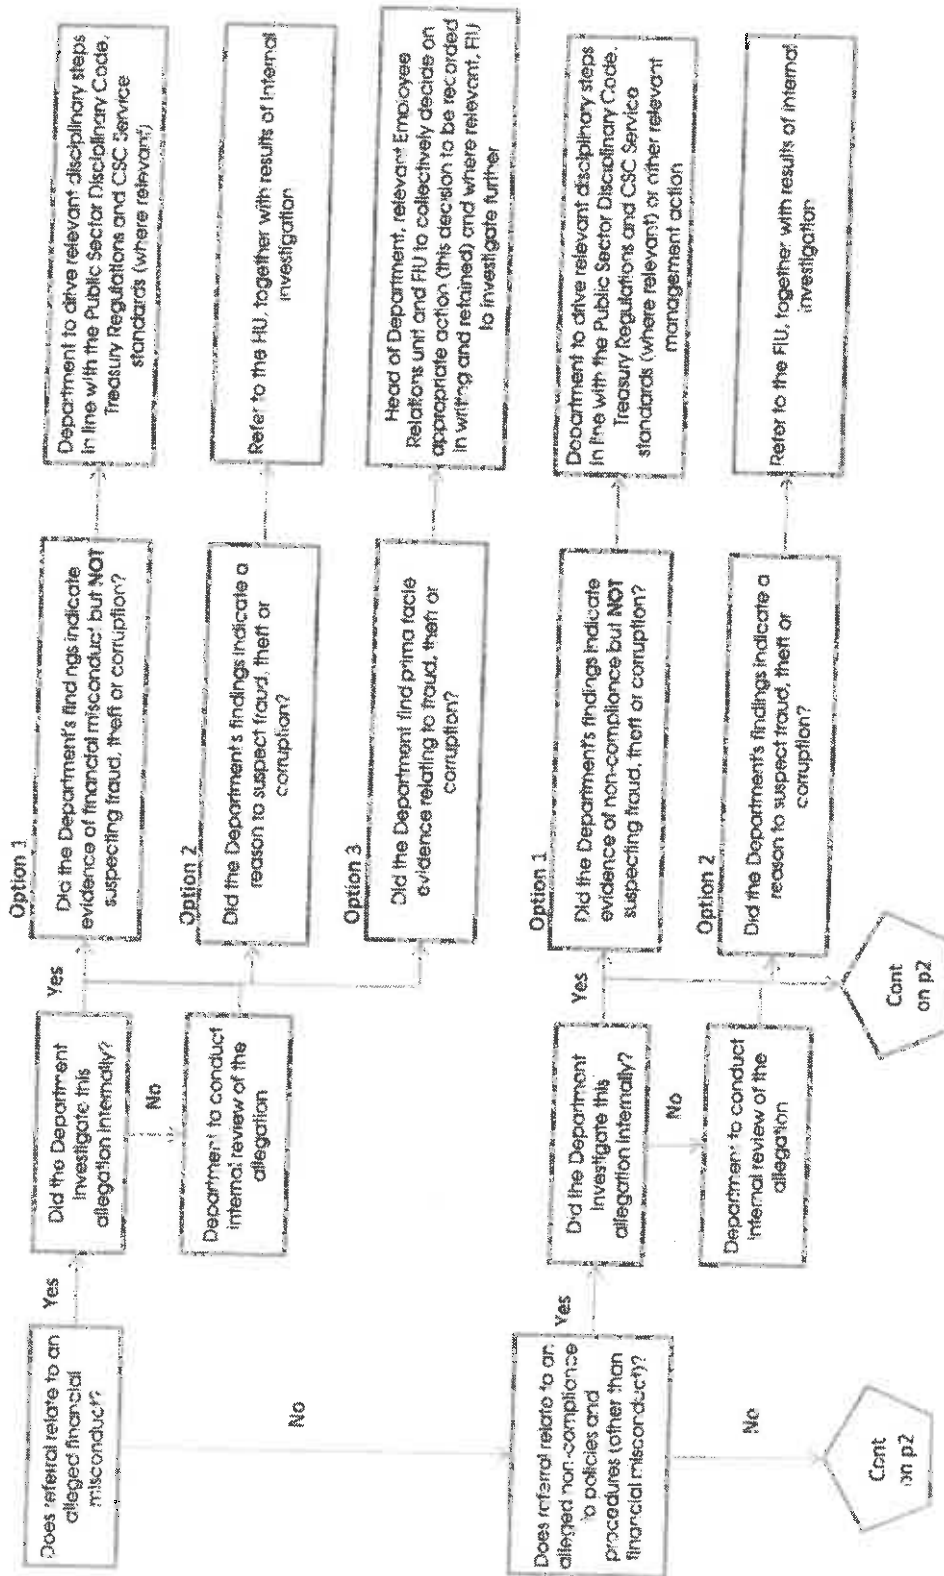 Does referral relate to an
alleged financial
misconduct?
Yes
Did the Department
investigate this
allegation internally?
Yes
No
Department to conduct
internal review of the
allegation
Option 1
Did the Department's findings indicate
evidence of financial misconduct but NOT
suspecting fraud, theft or corruption?
Department to drive relevant disciplinary steps
in line with the Public Sector Disciplinary Code,
Treasury Regulations and CSC Service
standards (where relevant)
Option 2
Did the Department's findings indicate a
reason to suspect fraud, theft or
corruption?
Refer to the FIU, together with results of internal
investigation
Option 3
Did the Department find prima facie
evidence relating to fraud, theft or
corruption?
Head of Department, relevant Employee
Relations unit and FIU to collectively decide on
appropriate action (this decision to be recorded
in writing and retained) and where relevant, FIU
to investigate further
No
Does referral relate to an
alleged non-compliance
to policies and
procedures (other than
financial misconduct)?
Yes
Did the Department
investigate this
allegation internally?
Yes
No
Department to conduct
internal review of the
allegation
Option 1
Did the Department's findings indicate
evidence of non-compliance but NOT
suspecting fraud, theft or corruption?
Department to drive relevant disciplinary steps
in line with the Public Sector Disciplinary Code,
Treasury Regulations and CSC Service
standards (where relevant) or other relevant
management action
Option 2
Did the Department's findings indicate a
reason to suspect fraud, theft or
corruption?
Refer to the FIU, together with results of internal
investigation
No
Cont
on p2
Cont
on p2